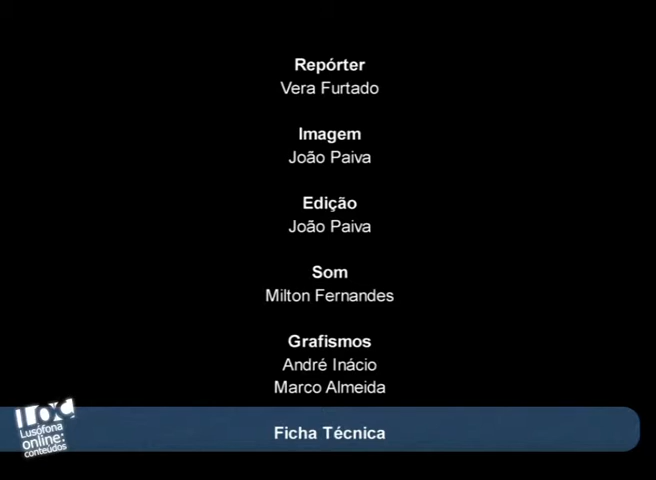 Repórter
Vera Furtado
Imagem
João Paiva
Edição
João Paiva
Som
Milton Fernandes
Grafismos
André Inácio
Marco Almeida
Ficha Técnica
LOC
Lusófona
online:
conteúdos